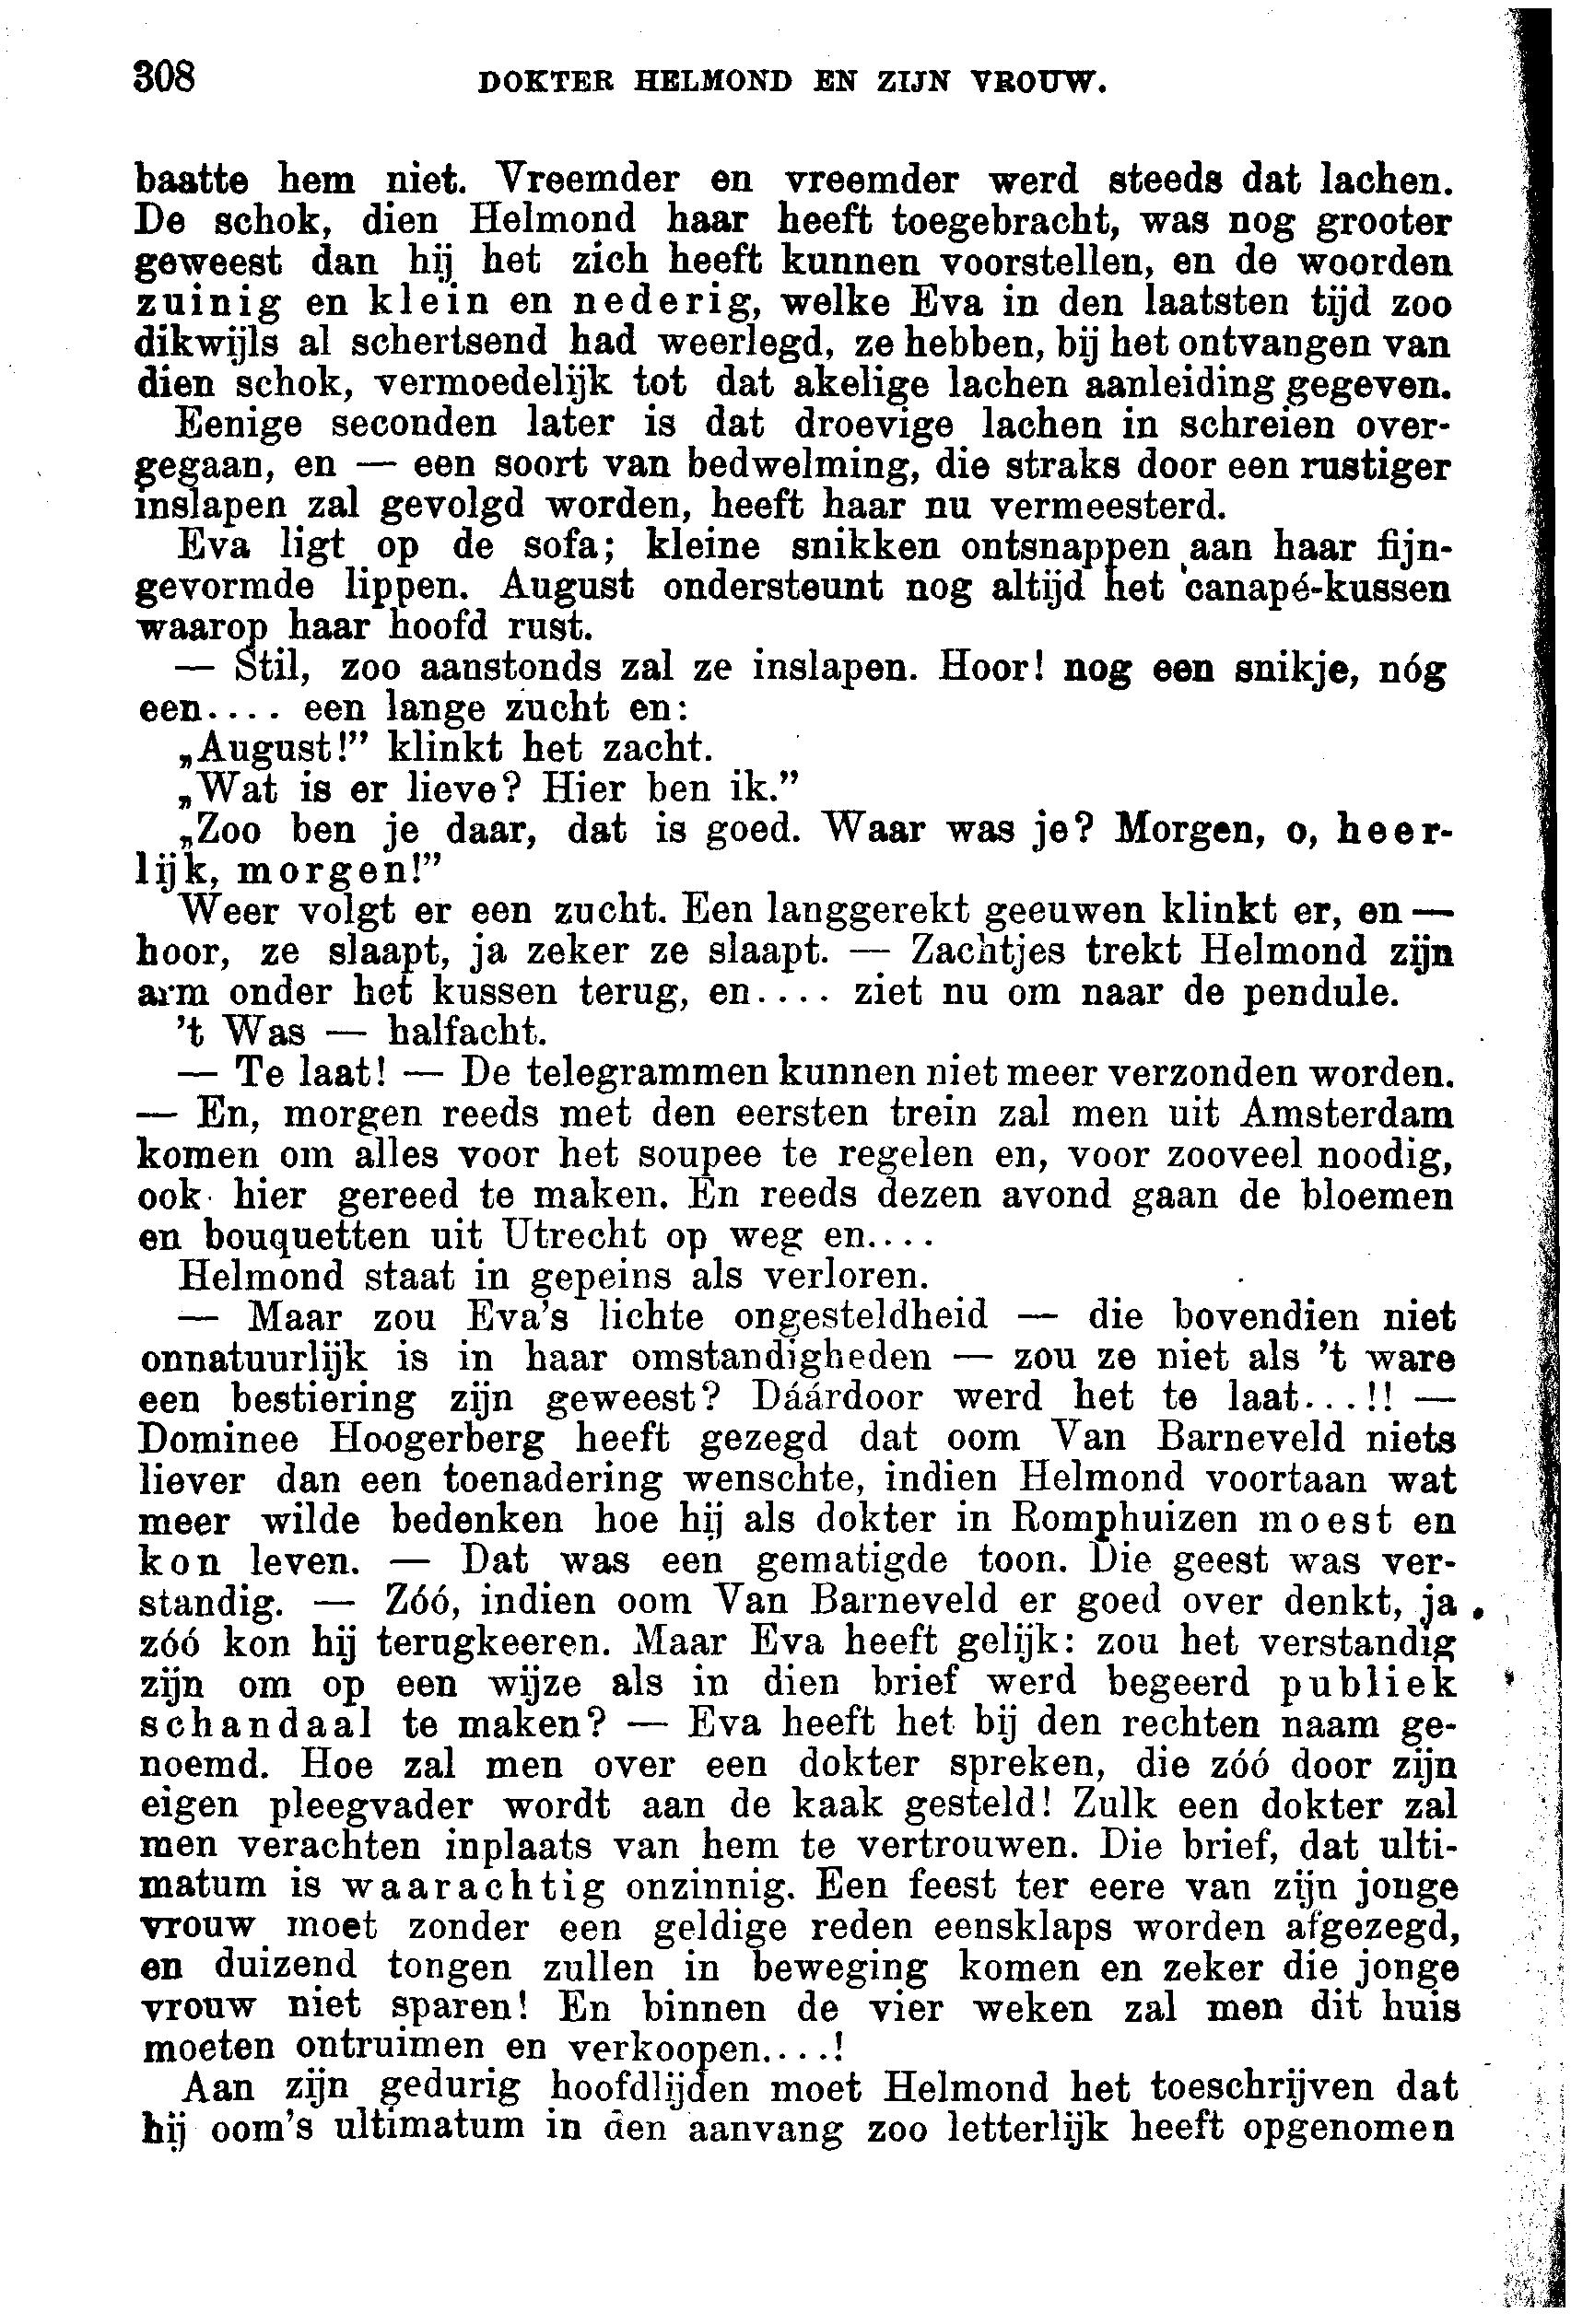 308 DOKTER HELMOND EN ZIJN VROUW.
baatte hem niet. Vreemder en vreemder werd steeds dat lachen.
De schok, dien Helmond haar heeft toegebracht, was nog grooter
geweest dan hij het zich heeft kunnen voorstellen, en de woorden
zuinig en klein en nederig, welke Eva in den laatsten tijd zoo
dikwijls al schertsend had weerlegd, ze hebben, bij het ontvangen van
dien schok, vermoedelijk tot dat akelige lachen aanleiding gegeven.
Eenige seconden later is dat droevige lachen in schreien over-
gegaan, en — een soort van bedwelming, die straks door een rustiger
inslapen zal gevolgd worden, heeft haar nu vermeesterd.
Eva ligt op de sofa; kleine snikken ontsnappen aan haar fijn-
gevormde lippen. August ondersteunt nog altijd het canapé-kussen
waarop haar hoofd rust.
— Stil, zoo aanstonds zal ze inslapen. Hoor! nog een snikje, nóg
een.... een lange zucht en:
„August!” klinkt het zacht.
„Wat is er lieve? Hier ben ik.”
„Zoo ben je daar, dat is goed. Waar was je? Morgen, o, heer-
lijk, morgen!”
Weer volgt er een zucht. Een langgerekt geeuwen klinkt er, en —
hoor, ze slaapt, ja zeker ze slaapt. — Zachtjes trekt Helmond zijn
arm onder het kussen terug, en.... ziet nu om naar de pendule.
't Was — halfacht.
— Te laat! — De telegrammen kunnen niet meer verzonden worden.
— En, morgen reeds met den eersten trein zal men uit Amsterdam
komen om alles voor het soupee te regelen en, voor zooveel noodig,
ook hier gereed te maken. En reeds dezen avond gaan de bloemen
en bouquetten uit Utrecht op weg en....
Helmond staat in gepeins als verloren.
— Maar zou Eva's lichte ongesteldheid — die bovendien niet
onnatuurlijk is in haar omstandigheden — zou ze niet als 't ware
een bestiering zijn geweest? Dáárdoor werd het te laat...!! —
Dominee Hoogerberg heeft gezegd dat oom Van Barneveld niets
liever dan een toenadering wenschte, indien Helmond voortaan wat
meer wilde bedenken hoe hij als dokter in Romphuizen moest en
kon leven. — Dat was een gematigde toon. Die geest was ver-
standig. — Zóó, indien oom Van Barneveld er goed over denkt, ja
zóó kon hij terugkeeren. Maar Eva heeft gelijk: zou het verstandig
zijn om op een wijze als in dien brief werd begeerd publiek
schandaal te maken? — Eva heeft het bij den rechten naam ge-
noemd. Hoe zal men over een dokter spreken, die zóó door zijn
eigen pleegvader wordt aan de kaak gesteld! Zulk een dokter zal
men verachten inplaats van hem te vertrouwen. Die brief, dat ulti-
matum is waarachtig onzinnig. Een feest ter eere van zijn jonge
vrouw moet zonder een geldige reden eensklaps worden afgezegd,
en duizend tongen zullen in beweging komen en zeker die jonge
vrouw niet sparen! En binnen de vier weken zal men dit huis
moeten ontruimen en verkoopen....!
Aan zijn gedurig hoofdlijden moet Helmond het toeschrijven dat
hij oom's ultimatum in den aanvang zoo letterlijk heeft opgenomen